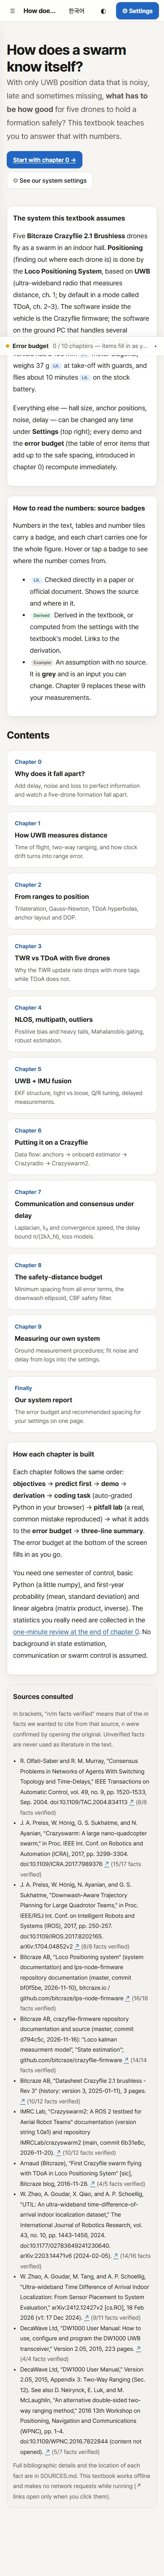 ☰ How doe... 한국어 ◐ ⚙ Settings
How does a swarm
know itself?
With only UWB position data that is noisy,
late and sometimes missing, what has to
be how good for five drones to hold a
formation safely? This textbook teaches
you to answer that with numbers.
Start with chapter 0 →
⚙ See our system settings
The system this textbook assumes
Five Bitcraze Crazyflie 2.1 Brushless drones
fly as a swarm in an indoor hall. Positioning
(finding out where each drone is) is done by
the Loco Positioning System, based on UWB
(ultra-wideband radio that measures
distance, ch. 1; by default in a mode called
TDoA, ch. 2–3). Time inside the software of the
vehicle is the Crazyflie firmware; the software
on the ground PC that handles several
Error budget 0 / 10 chapters — items fill in as y...
weighs 37 g Lit. at take-off with guards, and
flies about 10 minutes Lit. on the stock
battery.
Everything else — hall size, anchor positions,
noise, delay — can be changed any time
under Settings (top right); every demo and
the error budget (the table of error items that
add up to the safe spacing, introduced in
chapter 0) recompute immediately.
How to read the numbers: source badges
Numbers in the text, tables and number tiles
carry a badge, and each chart carries one for
the whole figure. Hover or tap a badge to see
where the number comes from.
• Lit. Checked directly in a paper or
official document. Shows the source
and where in it.
• Derived Derived in the textbook, or
computed from the settings with the
textbook's model. Links to the
derivation.
• Example An assumption with no source.
It is grey and is an input you
can change. Chapter 9 replaces these with
your measurements.
Contents
Chapter 0
Why does it fall apart?
Add delay, noise and loss to perfect information
and watch a five-drone formation fall apart.
Chapter 1
How UWB measures distance
Time of flight, two-way ranging, and how clock
drift turns into range error.
Chapter 2
From ranges to position
Trilateration, Gauss-Newton, TDoA hyperbolas,
anchor layout and DOP.
Chapter 3
TWR vs TDoA with five drones
Why the TWR update rate drops with more tags
while TDoA does not.
Chapter 4
NLOS, multipath, outliers
Positive bias and heavy tails, Mahalanobis gating,
robust estimation.
Chapter 5
UWB + IMU fusion
EKF structure, tight vs loose, Q/R tuning, delayed
measurements.
Chapter 6
Putting it on a Crazyflie
Data flow: anchors → onboard estimator →
Crazyradio → Crazyswarm2.
Chapter 7
Communication and consensus under
delay
Laplacian, λ₂ and convergence speed, the delay
bound π/(2λ_N), loss models.
Chapter 8
The safety-distance budget
Minimum spacing from all error terms, the
downwash ellipsoid, CBF safety filter.
Chapter 9
Measuring our own system
Ground measurement procedures; fit noise and
delay from logs into the settings.
Finally
Our system report
The error budget and recommended spacing for
your settings on one page.
How each chapter is built
Each chapter follows the same order:
objectives → predict first → demo →
derivation → coding task (auto-graded
Python in your browser) → pitfall lab (a real,
common mistake reproduced) → what it adds
to the error budget → three-line summary.
The error budget at the bottom of the screen
fills in as you go.
You need one semester of control, basic
Python (a little numpy), and first-year
probability (mean, standard deviation) and
linear algebra (matrix product, inverse). The
statistics you really need are collected in the
one-minute review at the end of chapter 0. No
background in state estimation,
communication or swarm control is assumed.
Sources consulted
In brackets, "n/m facts verified" means that of the m
facts we wanted to cite from that source, n were
confirmed by opening the original. Unverified facts
are never used as literature in the text.
• R. Olfati-Saber and R. M. Murray, "Consensus
Problems in Networks of Agents With Switching
Topology and Time-Delays," IEEE Transactions on
Automatic Control, vol. 49, no. 9, pp. 1520-1533,
Sep. 2004. doi:10.1109/TAC.2004.834113 ↗ (8/8
facts verified)
• J. A. Preiss, W. Hönig, G. S. Sukhatme, and N.
Ayanian, "Crazyswarm: A large nano-quadcopter
swarm," in Proc. IEEE Int. Conf. on Robotics and
Automation (ICRA), 2017, pp. 3299-3304.
doi:10.1109/ICRA.2017.7989376 ↗ (15/17 facts
verified)
• J. A. Preiss, W. Hönig, N. Ayanian, and G. S.
Sukhatme, "Downwash-Aware Trajectory
Planning for Large Quadrotor Teams," in Proc.
IEEE/RSJ Int. Conf. on Intelligent Robots and
Systems (IROS), 2017, pp. 250-257.
doi:10.1109/IROS.2017.8202165.
arXiv:1704.04852v2 ↗ (8/8 facts verified)
• Bitcraze AB, "Loco Positioning system" (system
documentation) and lps-node-firmware
repository documentation (master, commit
bf0f5be, 2026-11-10), bitcraze.io /
github.com/bitcraze/lps-node-firmware ↗ (16/18
facts verified)
• Bitcraze AB, crazyflie-firmware repository
documentation and source (master, commit
d794c5c, 2026-11-16): "Loco kalman
measurement model", "State estimation";
github.com/bitcraze/crazyflie-firmware ↗ (14/14
facts verified)
• Bitcraze AB, "Datasheet Crazyflie 2.1 brushless -
Rev 3" (history: version 3, 2025-01-11), 3 pages.
↗ (10/12 facts verified)
• IMRC Lab, "Crazyswarm2: A ROS 2 testbed for
Aerial Robot Teams" documentation (version
string 1.0a1) and repository
IMRCLab/crazyswarm2 (main, commit 6b31e8c,
2026-11-20). ↗ (10/12 facts verified)
• Arnaud (Bitcraze), "First Crazyflie swarm flying
with TDoA in Loco Positioning Sytem" [sic],
Bitcraze blog, 2016-11-28. ↗ (4/5 facts verified)
• W. Zhao, A. Goudar, X. Qiao, and A. P. Schoellig,
"UTIL: An ultra-wideband time-difference-of-
arrival indoor localization dataset," The
International Journal of Robotics Research, vol.
43, no. 10, pp. 1443-1456, 2024.
doi:10.1177/02783649241230640.
arXiv:2203.14471v6 (2024-02-05). ↗ (14/16 facts
verified)
• W. Zhao, A. Goudar, M. Tang, and A. P. Schoellig,
"Ultra-wideband Time Difference of Arrival Indoor
Localization: From Sensor Placement to System
Evaluation," arXiv:2412.12427v2 [cs.RO], 18 Feb
2026 (v1: 17 Dec 2024). ↗ (9/11 facts verified)
• DecaWave Ltd, "DW1000 User Manual: How to
use, configure and program the DW1000 UWB
transceiver," Version 2.05, 2015, 223 pages. ↗
(4/4 facts verified)
• DecaWave Ltd, "DW1000 User Manual," Version
2.05, 2015, Appendix 3: Two-Way Ranging (Sec.
12). See also D. Neirynck, E. Luk, and M.
McLaughlin, "An alternative double-sided two-
way ranging method," 2016 13th Workshop on
Positioning, Navigation and Communications
(WPNC), pp. 1-4.
doi:10.1109/WPNC.2016.7822844 (content not
opened). ↗ (5/7 facts verified)
Full bibliographic details and the location of each
fact are in SOURCES.md. This textbook works offline
and makes no network requests while running (↗
links open only when you click them).